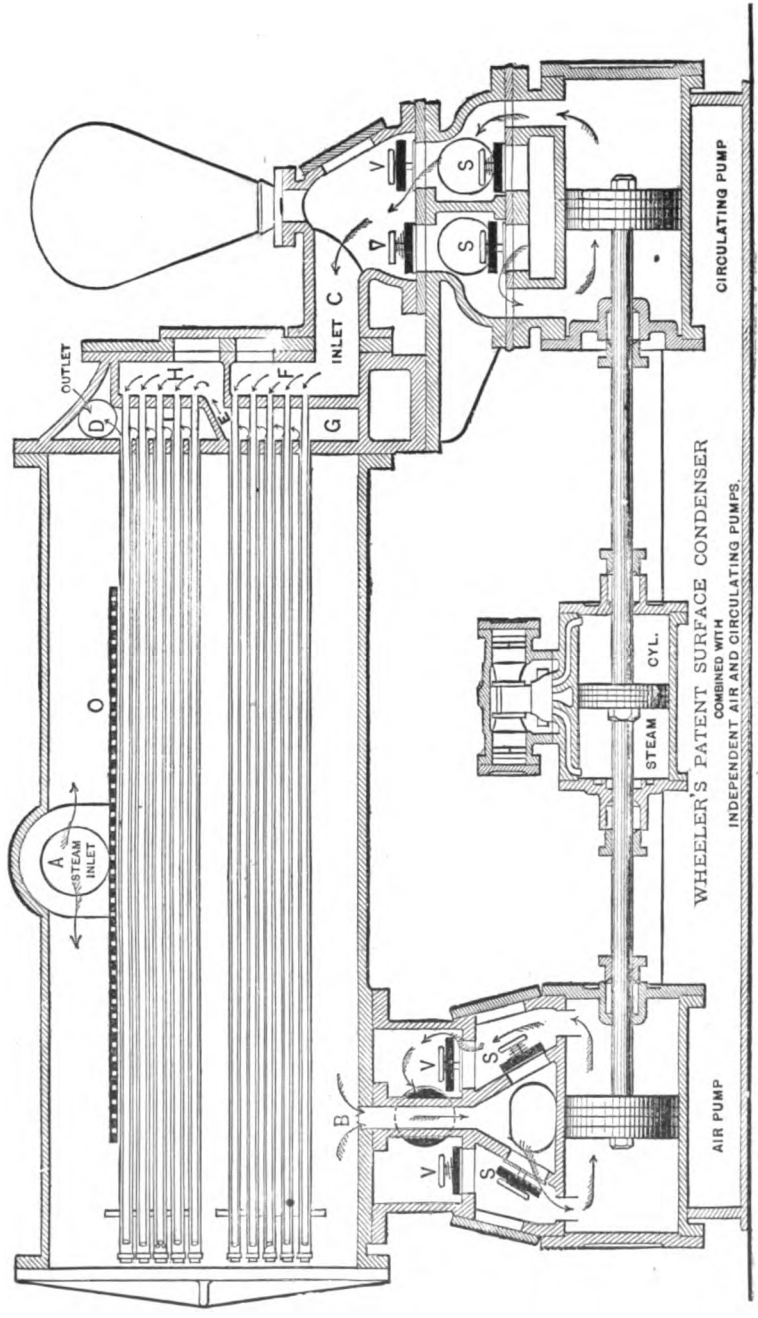 A
STEAM
INLET
O
OUTLET
D
H
I
E
F
G
INLET C
V
V
S
S
B
V
V
S
S
STEAM CYL.
AIR PUMP
CIRCULATING PUMP
WHEELER'S PATENT SURFACE CONDENSER
COMBINED WITH
INDEPENDENT AIR AND CIRCULATING PUMPS.